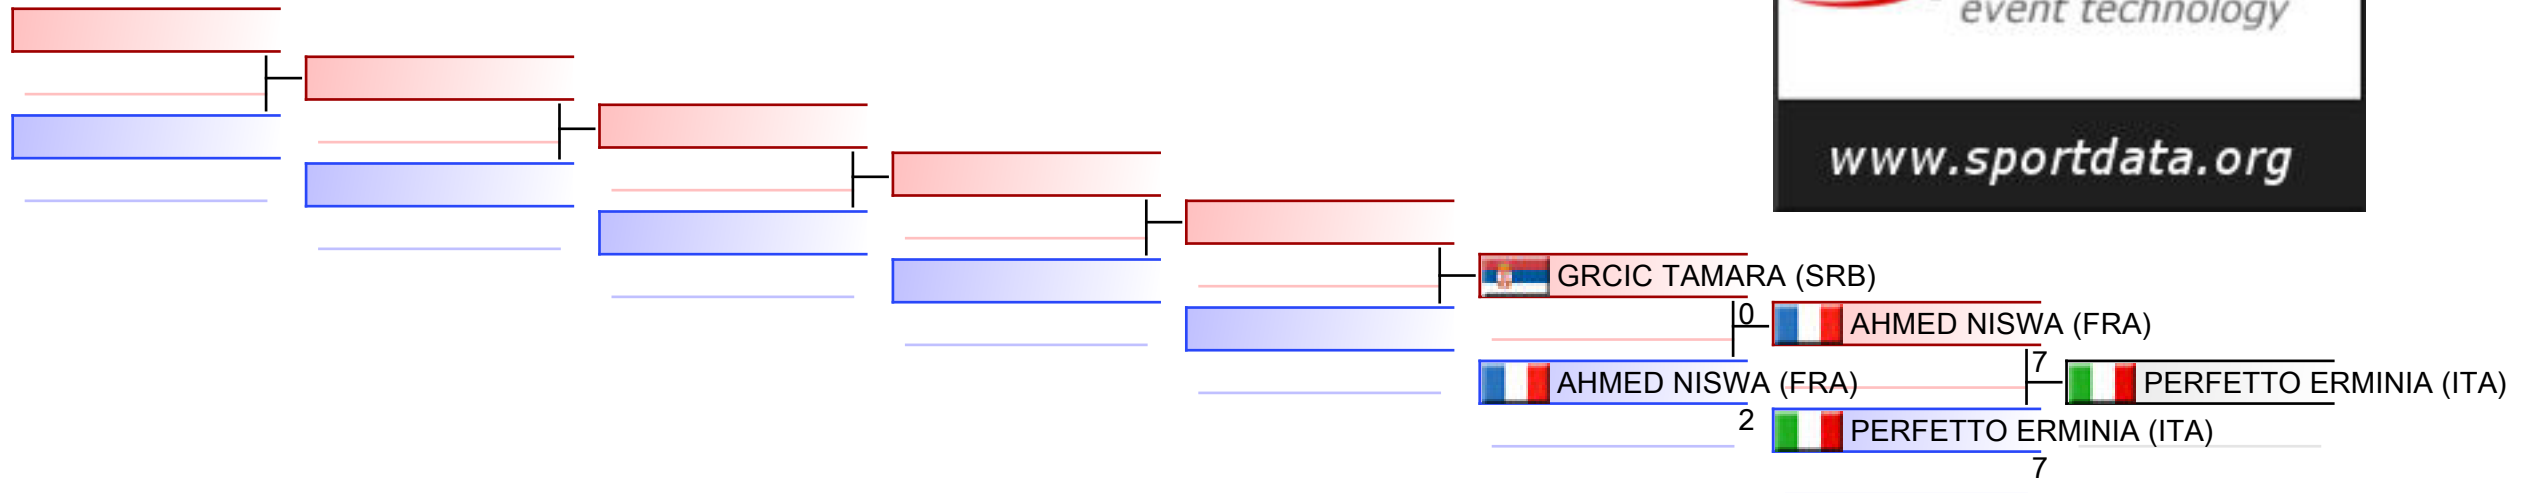 event technology
www.sportdata.org
GRCIC TAMARA (SRB)
0
AHMED NISWA (FRA)
7
AHMED NISWA (FRA)
2
PERFETTO ERMINIA (ITA)
PERFETTO ERMINIA (ITA)
7